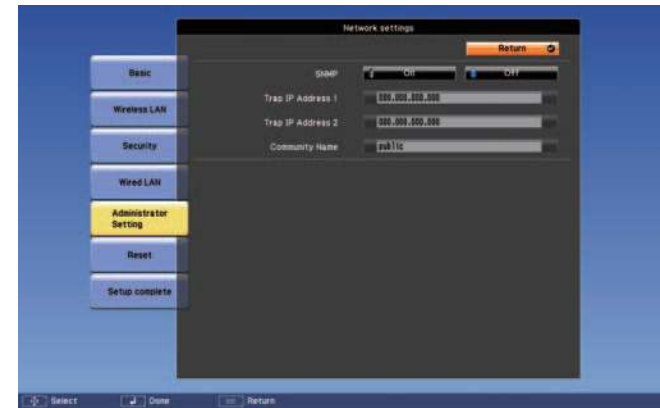 Network settings
Return
Basic
Wireless LAN
Security
Wired LAN
Administrator
Setting
Reset
Setup complete
SNMP On Off
Trap IP Address 1 000.000.000.000
Trap IP Address 2 000.000.000.000
Community Name public
Select Done Return